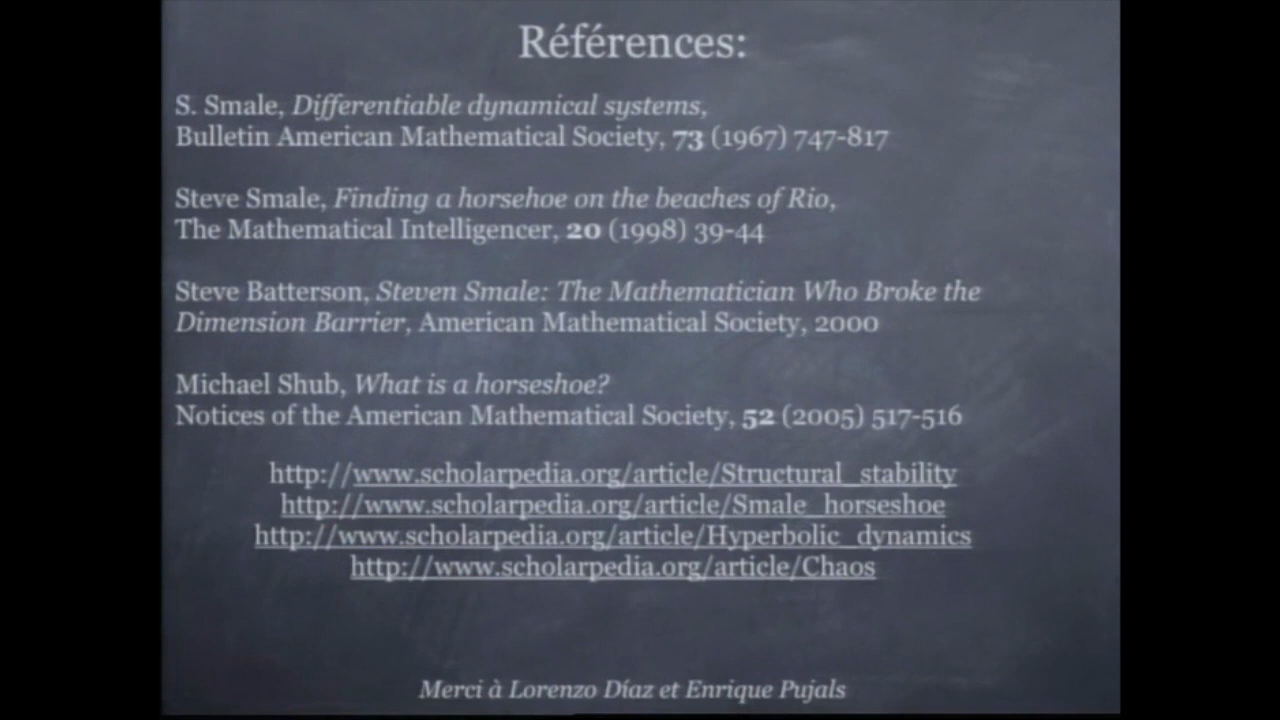 Références:
S. Smale, Differentiable dynamical systems,
Bulletin American Mathematical Society, 73 (1967) 747-817
Steve Smale, Finding a horsehoe on the beaches of Rio,
The Mathematical Intelligencer, 20 (1998) 39-44
Steve Batterson, Steven Smale: The Mathematician Who Broke the
Dimension Barrier, American Mathematical Society, 2000
Michael Shub, What is a horseshoe?
Notices of the American Mathematical Society, 52 (2005) 517-516
http://www.scholarpedia.org/article/Structural_stability
http://www.scholarpedia.org/article/Smale_horseshoe
http://www.scholarpedia.org/article/Hyperbolic_dynamics
http://www.scholarpedia.org/article/Chaos
Merci à Lorenzo Díaz et Enrique Pujals